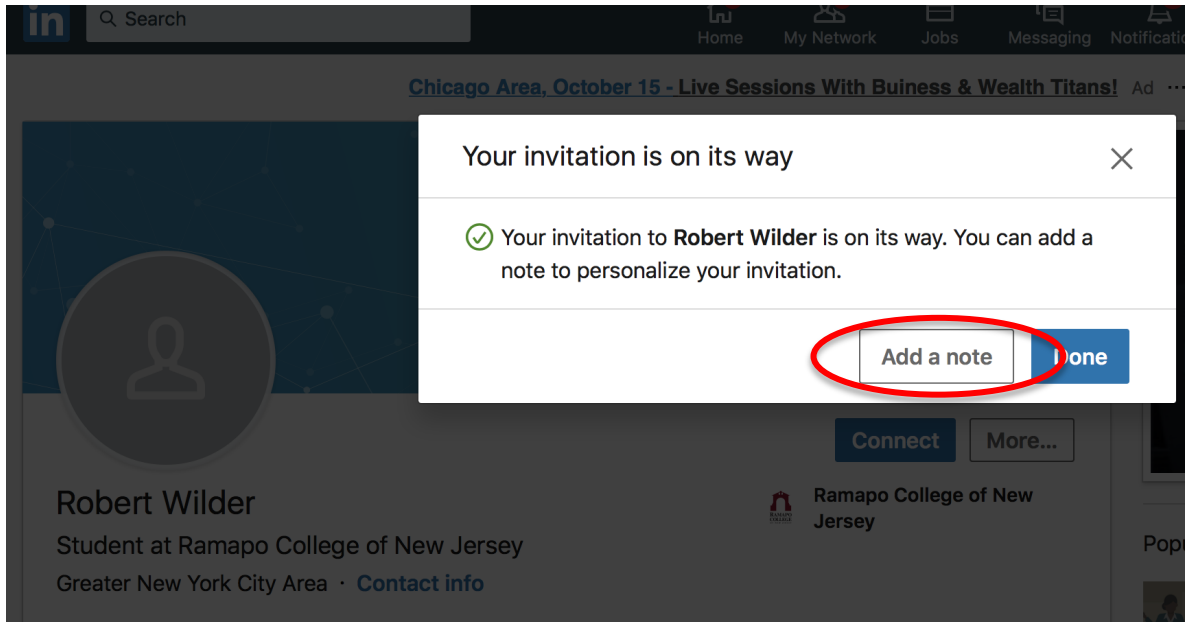 in
Search
Home
My Network
Jobs
Messaging
Notificati
Chicago Area, October 15 - Live Sessions With Buiness & Wealth Titans! Ad ...
Your invitation is on its way
Your invitation to Robert Wilder is on its way. You can add a
note to personalize your invitation.
Add a note
Done
Connect
More...
Robert Wilder
Student at Ramapo College of New Jersey
Greater New York City Area · Contact info
RAMAPO
COLLEGE
Ramapo College of New
Jersey
Popu